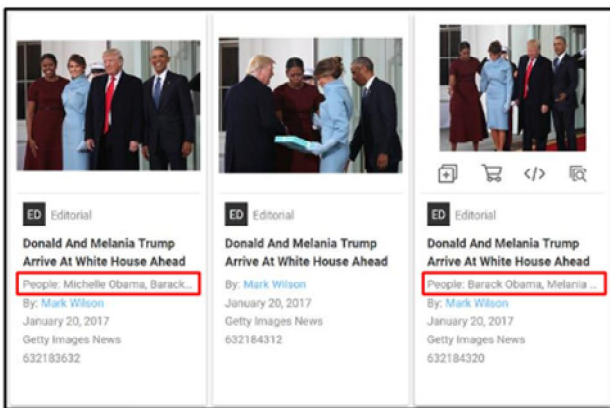 ED Editorial
Donald And Melania Trump
Arrive At White House Ahead
People: Michelle Obama, Barack...
By: Mark Wilson
January 20, 2017
Getty Images News
632183632
ED Editorial
Donald And Melania Trump
Arrive At White House Ahead
By: Mark Wilson
January 20, 2017
Getty Images News
632184312
ED Editorial
Donald And Melania Trump
Arrive At White House Ahead
People: Barack Obama, Melania ...
By: Mark Wilson
January 20, 2017
Getty Images News
632184320